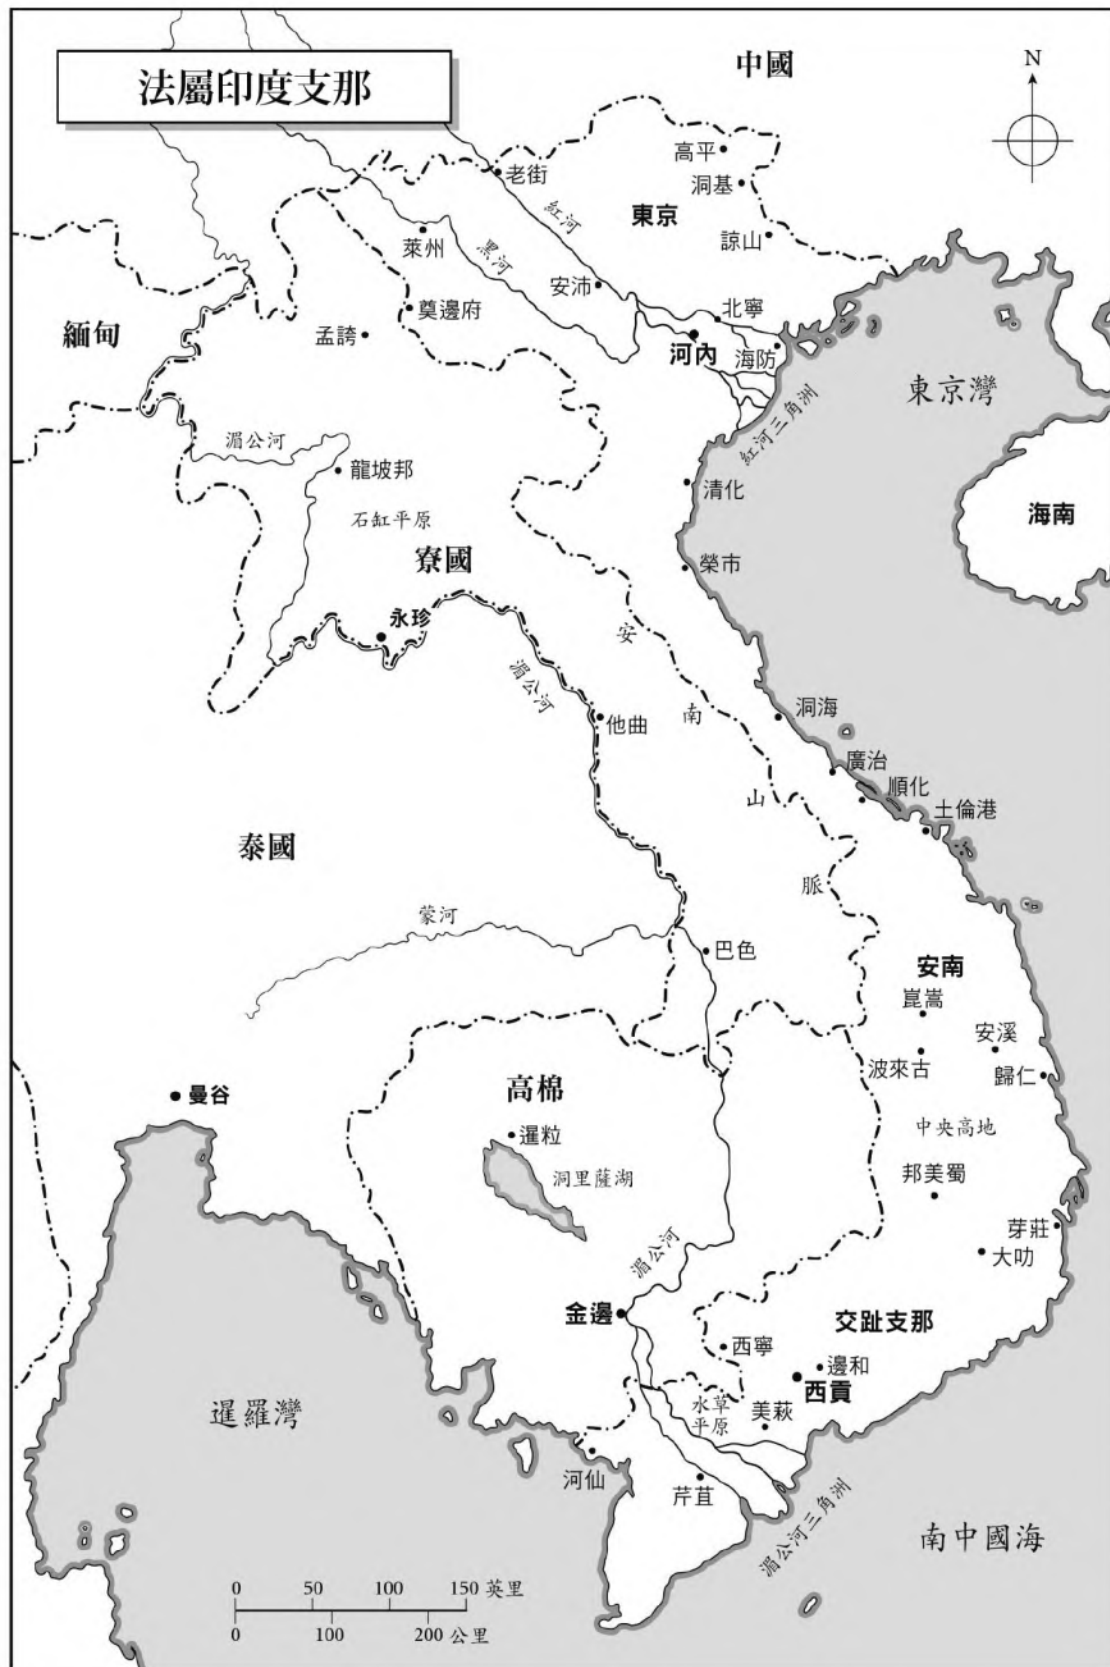 法屬印度支那
中國
N
高平
老街
洞基
紅河
東京
諒山
萊州
黑河
安沛
奠邊府
北寧
緬甸
孟誇
河內
海防
東京灣
紅河三角洲
湄公河
龍坡邦
清化
石缸平原
海南
寮國
榮市
永珍
安南山脈
湄公河
他曲
洞海
廣治
順化
土倫港
泰國
蒙河
巴色
安南
崑嵩
安溪
波來古
歸仁
曼谷
高棉
暹粒
中央高地
洞里薩湖
邦美蜀
芽莊
大叻
湄公河
金邊
交趾支那
西寧
邊和
西貢
水草
平原
美萩
暹羅灣
河仙
芹苴
湄公河三角洲
南中國海
0 50 100 150 英里
0 100 200 公里